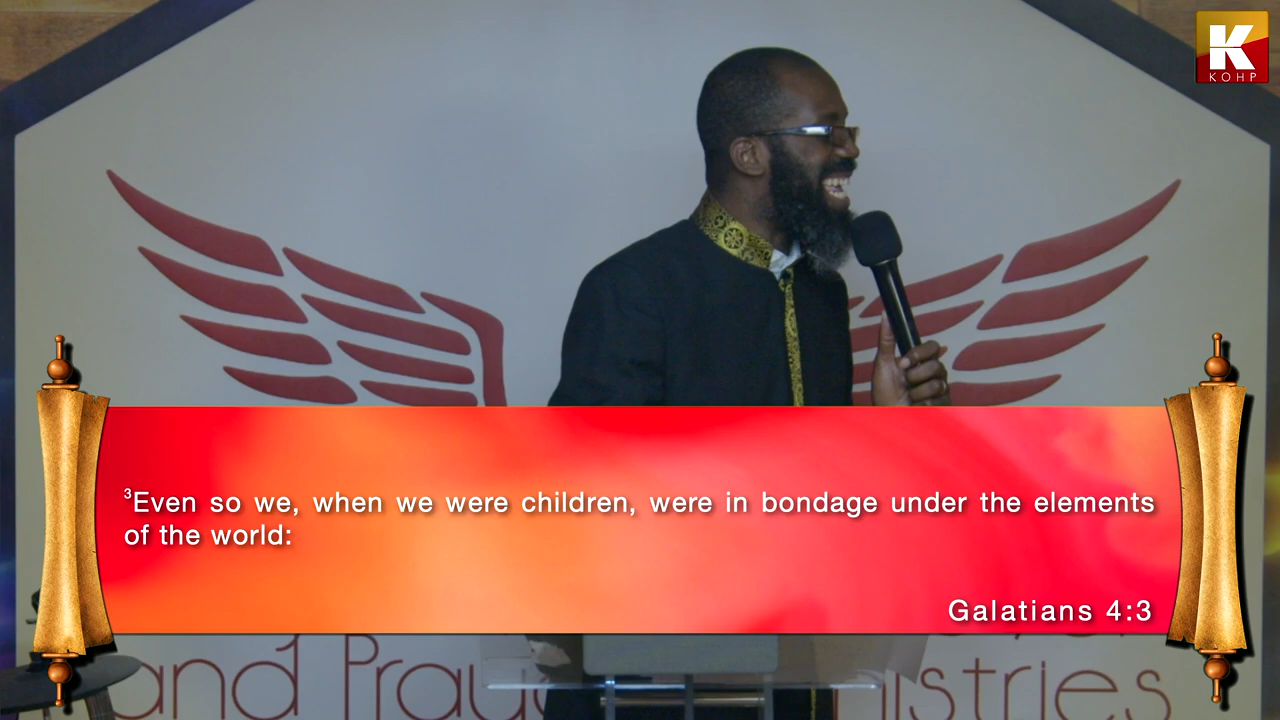 K
KOHP
³Even so we, when we were children, were in bondage under the elements
of the world:
Galatians 4:3
and